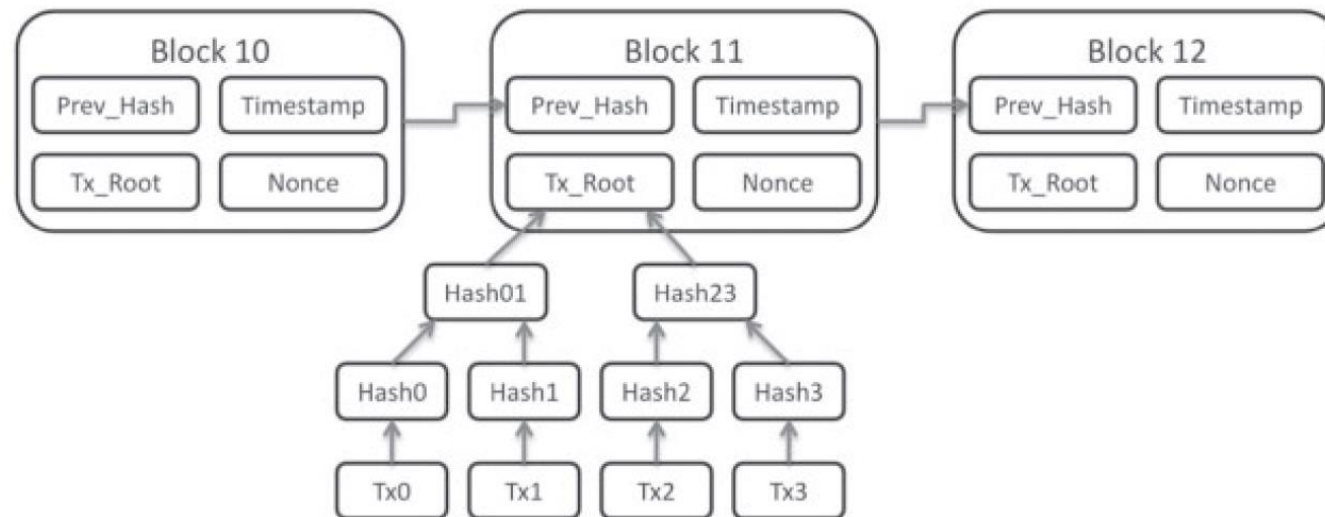 Block 10 Block 11 Block 12
Prev_Hash Timestamp Prev_Hash Timestamp Prev_Hash Timestamp
Tx_Root Nonce Tx_Root Nonce Tx_Root Nonce
Hash01 Hash23
Hash0 Hash1 Hash2 Hash3
Tx0 Tx1 Tx2 Tx3